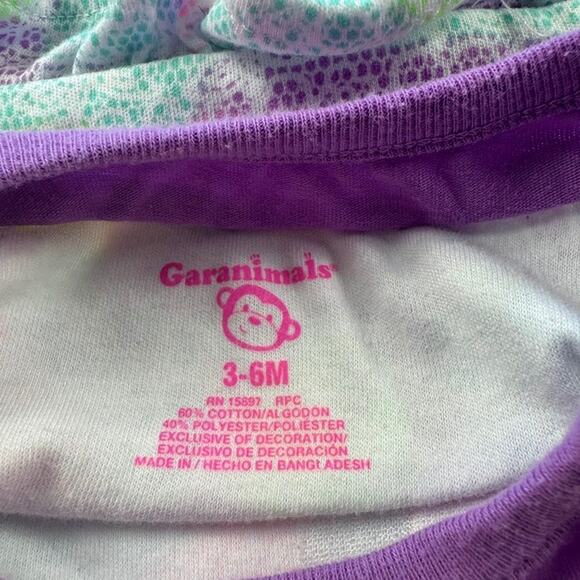 Garanimals®
3-6M
RN 15897 RPC
60% COTTON/ALGODON
40% POLYESTER/POLIÉSTER
EXCLUSIVE OF DECORATION/
EXCLUSIVO DE DECORACIÓN
MADE IN / HECHO EN BANGLADESH